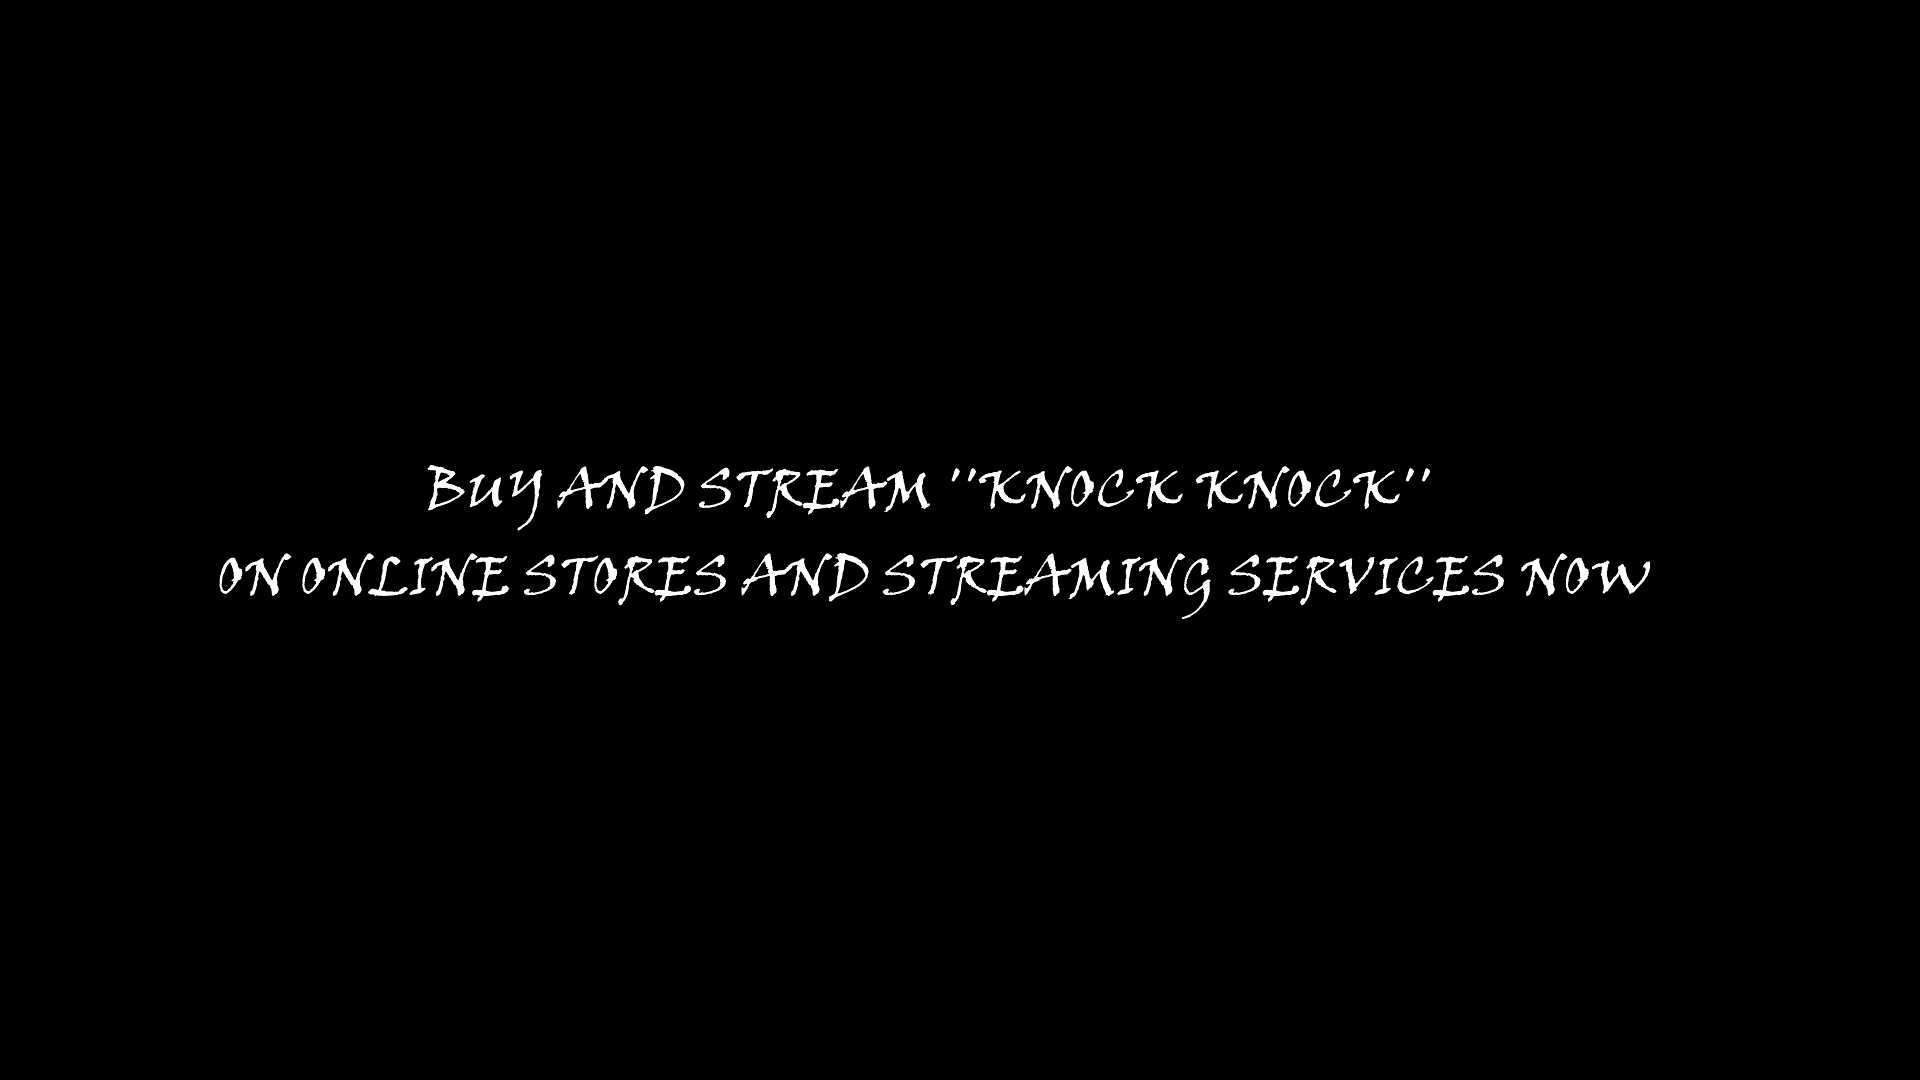 BUY AND STREAM ''KNOCK KNOCK''
ON ONLINE STORES AND STREAMING SERVICES NOW